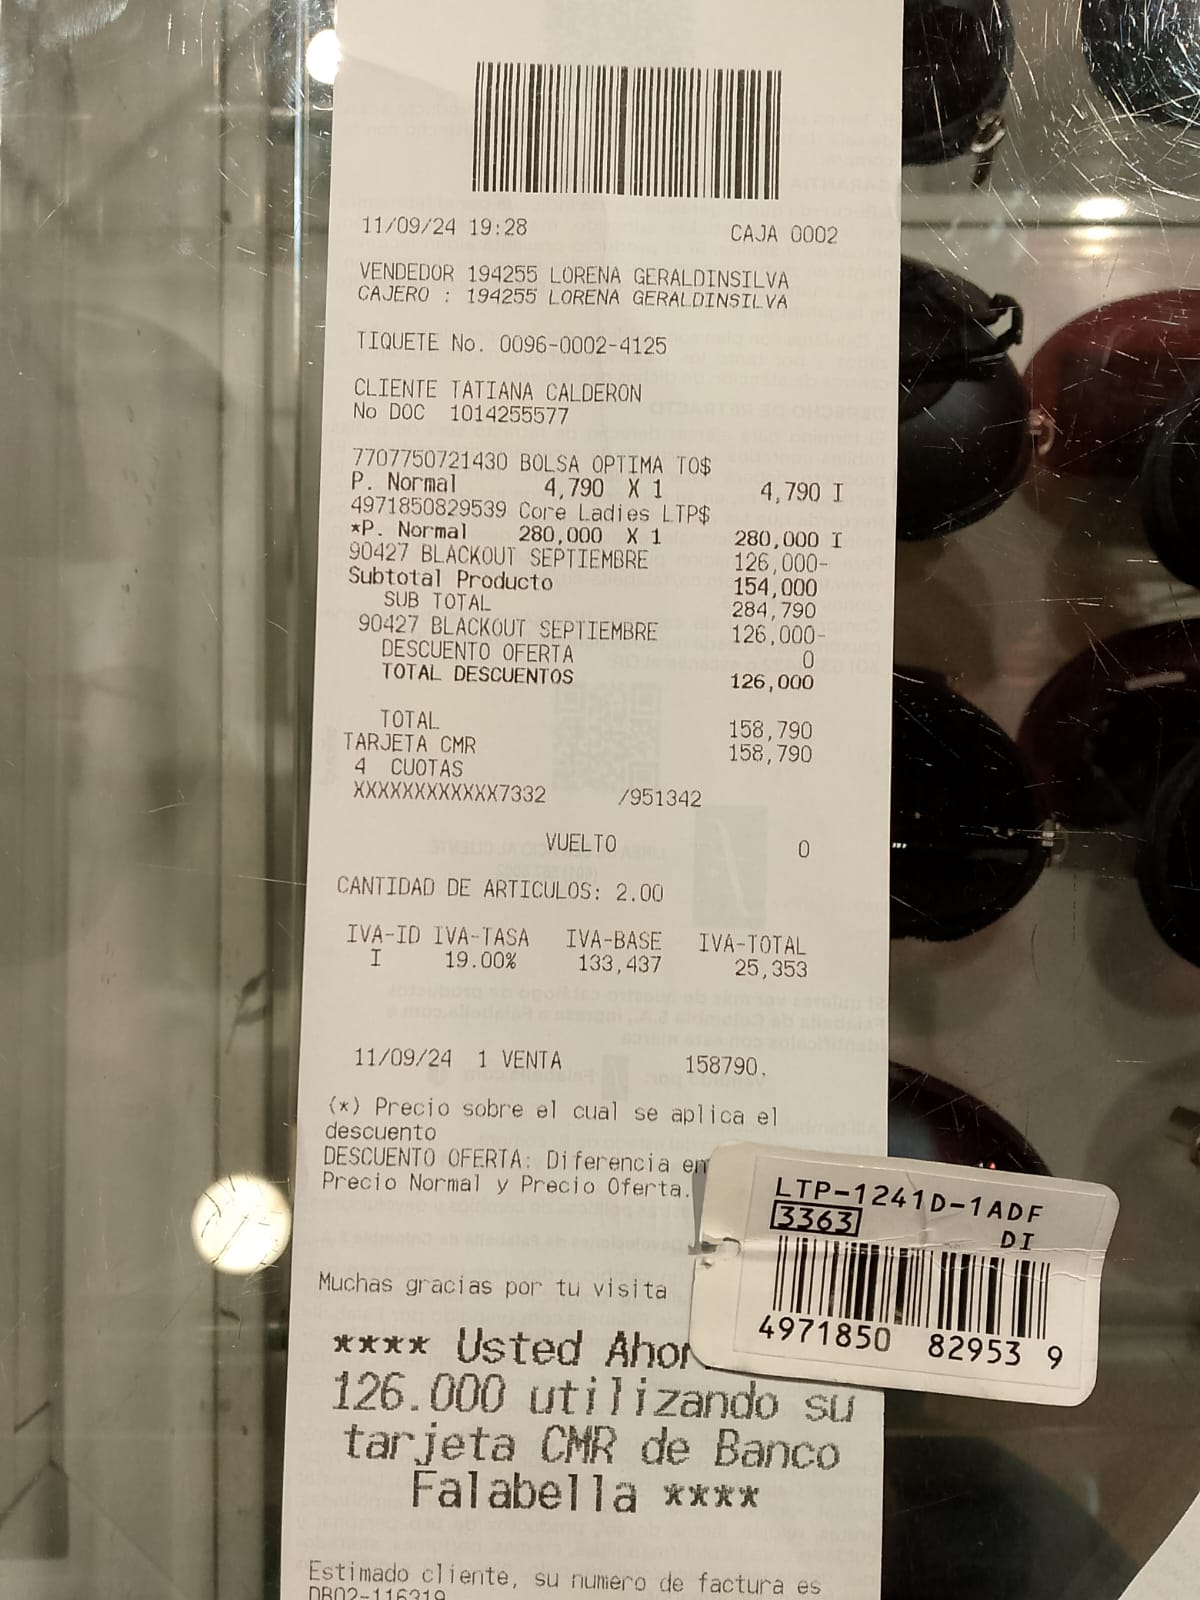 11/09/24 19:28 CAJA 0002
VENDEDOR 194255 LORENA GERALDINSILVA
CAJERO : 194255 LORENA GERALDINSILVA
TIQUETE No. 0096-0002-4125
CLIENTE TATIANA CALDERON
No DOC 1014255577
7707750721430 BOLSA OPTIMA TO$
P. Normal 4,790 X 1 4,790 I
4971850829539 Core Ladies LTP$
*P. Normal 280,000 X 1 280,000 I
90427 BLACKOUT SEPTIEMBRE 126,000-
Subtotal Producto 154,000
SUB TOTAL 284,790
90427 BLACKOUT SEPTIEMBRE 126,000-
DESCUENTO OFERTA 0
TOTAL DESCUENTOS 126,000
TOTAL 158,790
TARJETA CMR 158,790
4 CUOTAS
XXXXXXXXXXXX7332 /951342
VUELTO 0
CANTIDAD DE ARTICULOS: 2.00
IVA-ID IVA-TASA IVA-BASE IVA-TOTAL
I 19.00% 133,437 25,353
11/09/24 1 VENTA 158790.
(*) Precio sobre el cual se aplica el
descuento
DESCUENTO OFERTA: Diferencia en
Precio Normal y Precio Oferta.
Muchas gracias por tu visita
**** Usted Ahor
126.000 utilizando su
tarjeta CMR de Banco
Falabella ****
Estimado cliente, su numero de factura es
DB02-116319
LTP-1241D-1ADF
3363 DI
4971850 82953 9